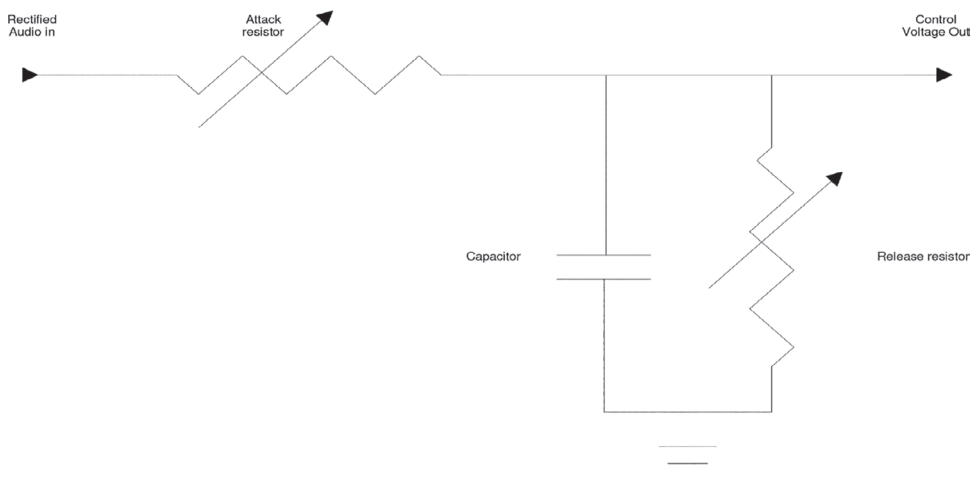 Rectified
Audio in
Attack
resistor
Control
Voltage Out
Capacitor
Release resistor